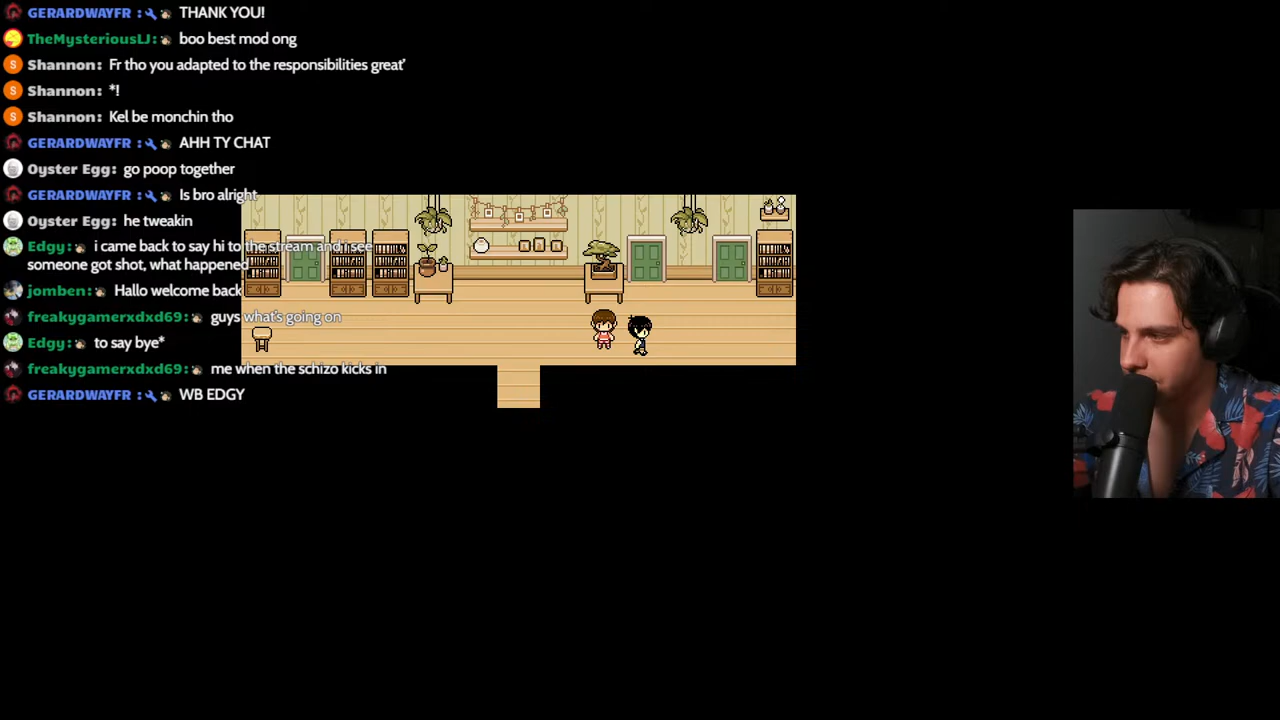 GERARDWAYFR : THANK YOU!
TheMysteriousLJ: boo best mod ong
S Shannon: Fr tho you adapted to the responsibilities great'
S Shannon: *!
S Shannon: Kel be monchin tho
GERARDWAYFR : AHH TY CHAT
Oyster Egg: go poop together
GERARDWAYFR : Is bro alright
Oyster Egg: he tweakin
Edgy: i came back to say hi to the stream and i see
someone got shot, what happened
jomben: Hallo welcome back
freakygamerxdxd69: guys what's going on
Edgy: to say bye*
freakygamerxdxd69: me when the schizo kicks in
GERARDWAYFR : WB EDGY